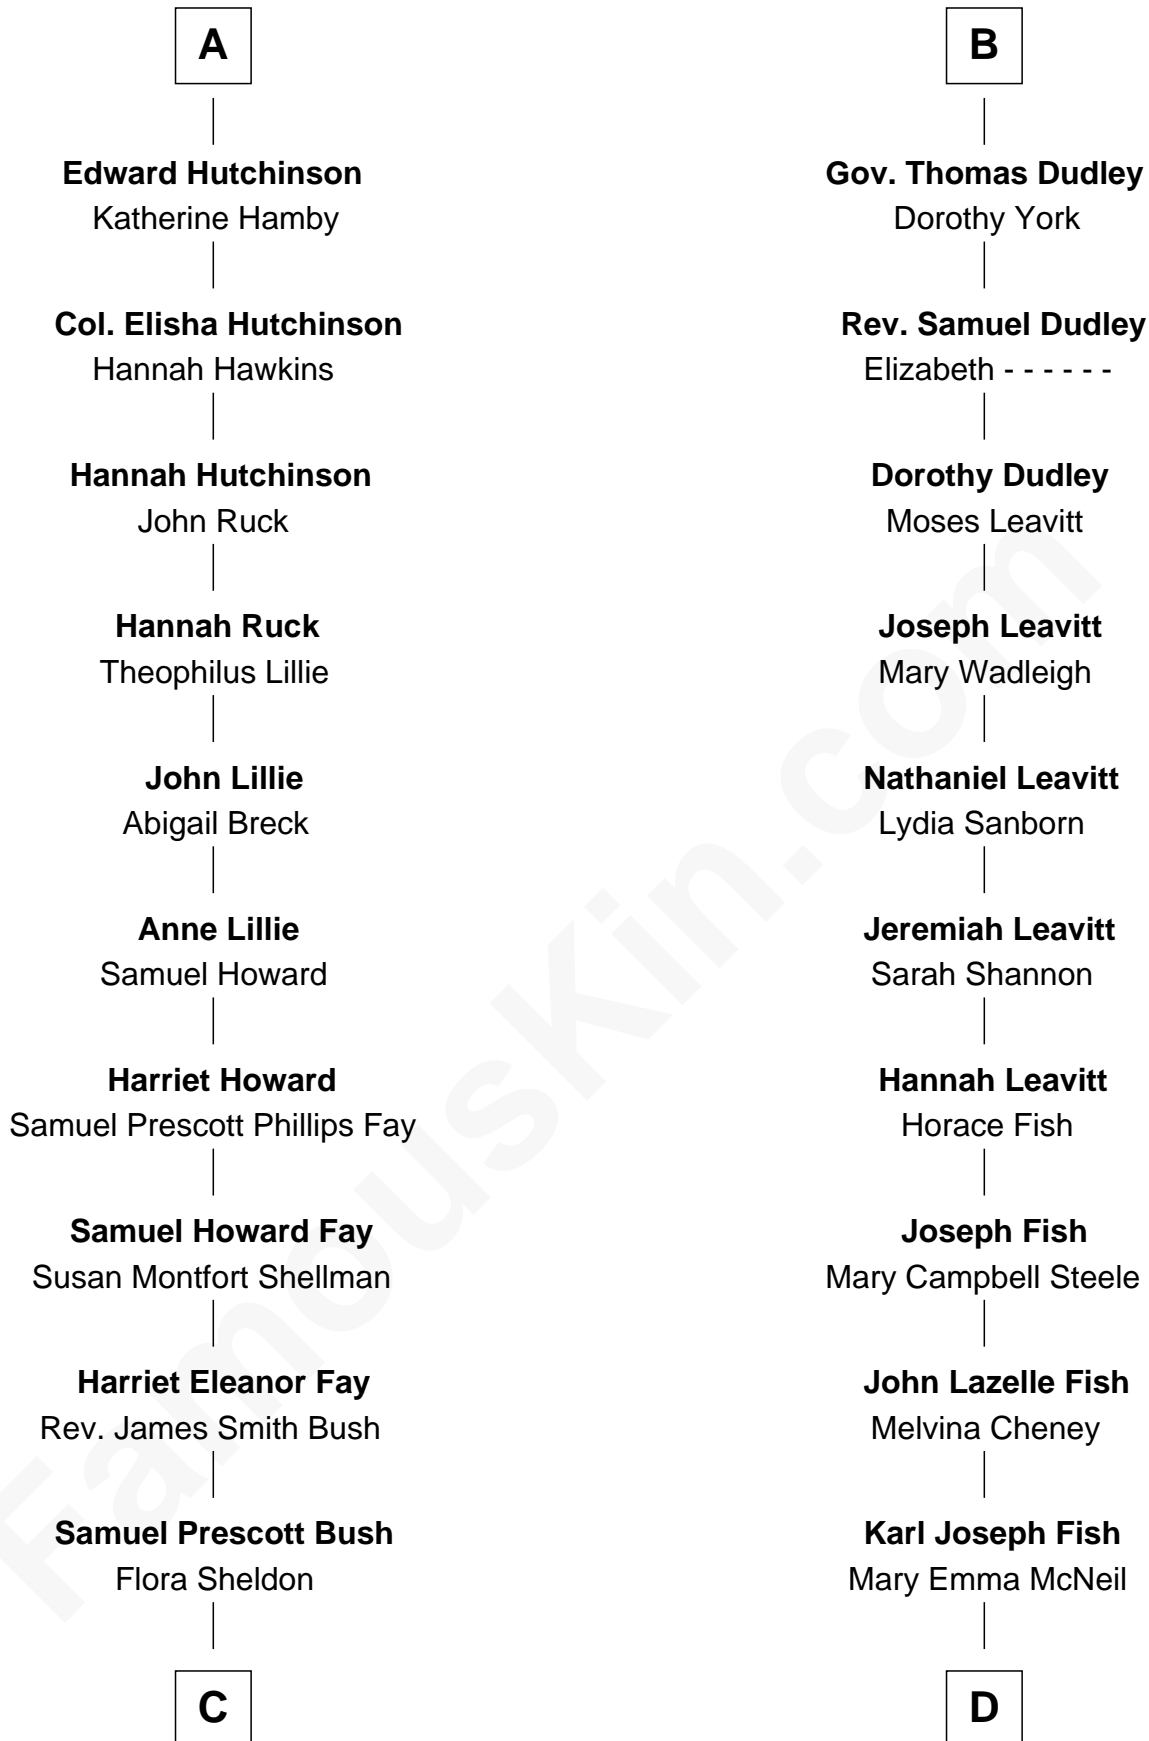 A
Edward Hutchinson
Katherine Hamby
Col. Elisha Hutchinson
Hannah Hawkins
Hannah Hutchinson
John Ruck
Hannah Ruck
Theophilus Lillie
John Lillie
Abigail Breck
Anne Lillie
Samuel Howard
Harriet Howard
Samuel Prescott Phillips Fay
Samuel Howard Fay
Susan Montfort Shellman
Harriet Eleanor Fay
Rev. James Smith Bush
Samuel Prescott Bush
Flora Sheldon
C
B
Gov. Thomas Dudley
Dorothy York
Rev. Samuel Dudley
Elizabeth - - - - - -
Dorothy Dudley
Moses Leavitt
Joseph Leavitt
Mary Wadleigh
Nathaniel Leavitt
Lydia Sanborn
Jeremiah Leavitt
Sarah Shannon
Hannah Leavitt
Horace Fish
Joseph Fish
Mary Campbell Steele
John Lazelle Fish
Melvina Cheney
Karl Joseph Fish
Mary Emma McNeil
D
FamousKin.com